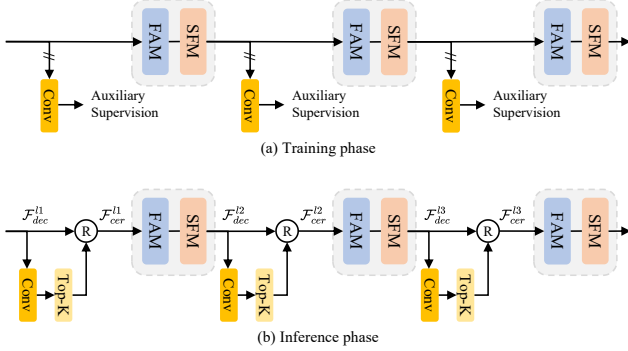 FAM SFM FAM SFM FAM SFM
Conv Auxiliary Supervision Conv Auxiliary Supervision Conv Auxiliary Supervision
(a) Training phase
$\mathcal{F}_{dec}^{l1}$ $\mathcal{F}_{cer}^{l1}$ $\mathcal{F}_{dec}^{l2}$ $\mathcal{F}_{cer}^{l2}$ $\mathcal{F}_{dec}^{l3}$ $\mathcal{F}_{cer}^{l3}$
R FAM SFM R FAM SFM R FAM SFM
Conv Top-K Conv Top-K Conv Top-K
(b) Inference phase